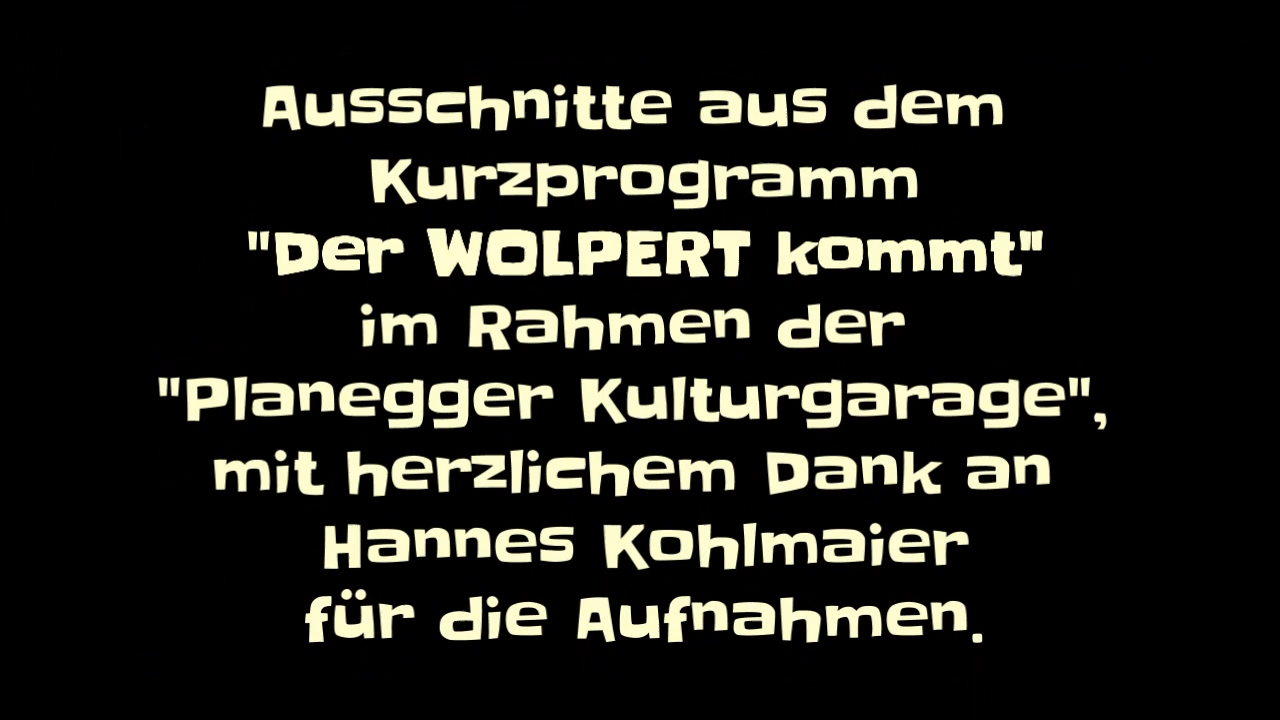 Ausschnitte aus dem
Kurzprogramm
"Der WOLPERT kommt"
im Rahmen der
"Planegger Kulturgarage",
mit herzlichem Dank an
Hannes Kohlmaier
für die Aufnahmen.